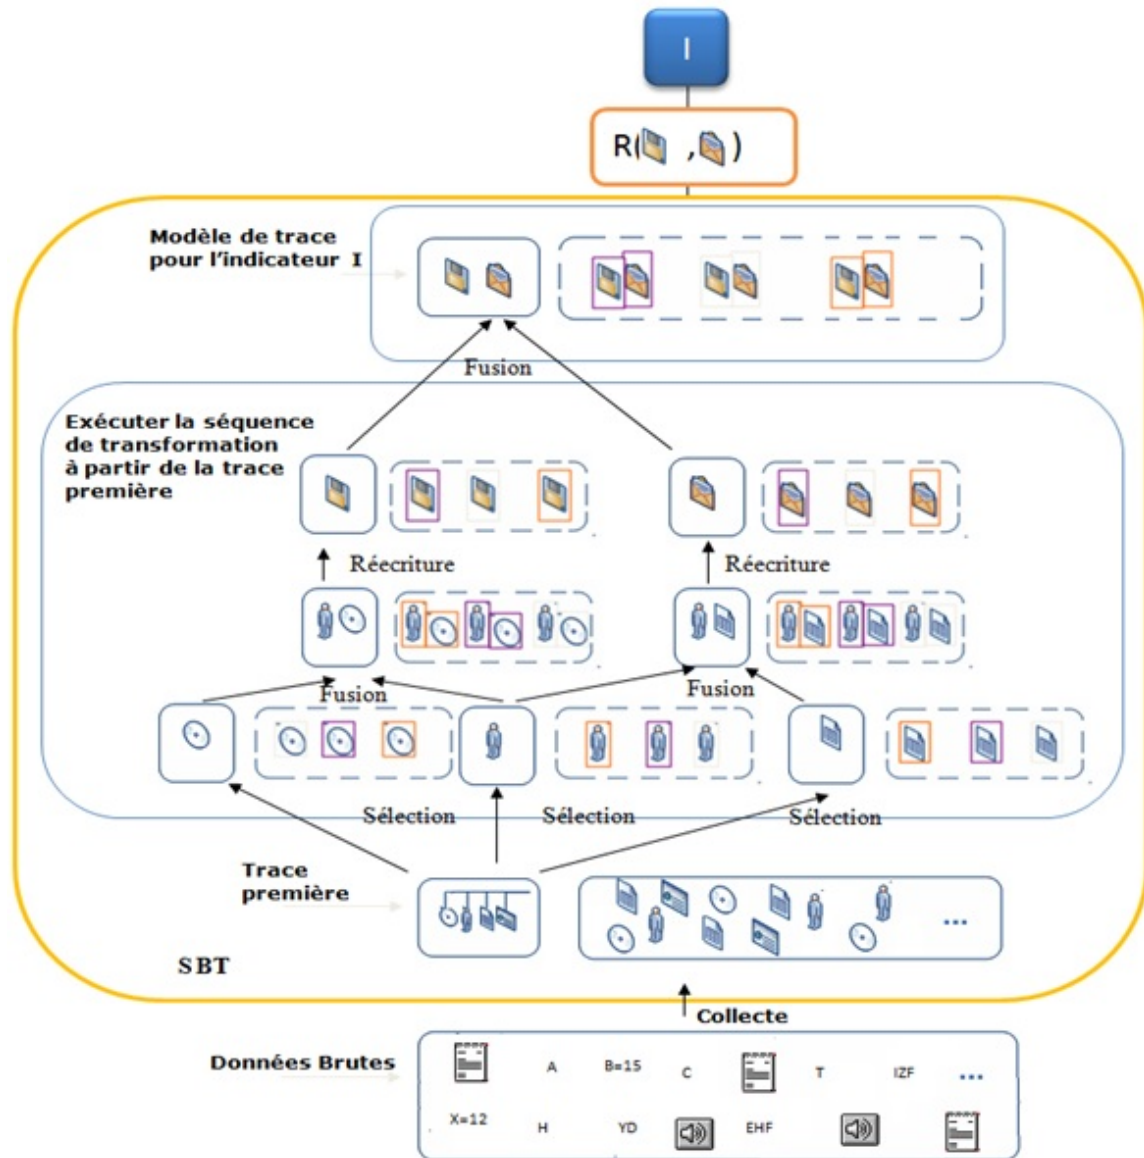 I
R( , )
Modèle de trace
pour l'indicateur I
Fusion
Exécuter la séquence
de transformation
à partir de la trace
première
Réecriture
Réecriture
Fusion
Fusion
Sélection
Sélection
Sélection
Trace
première
...
SBT
Collecte
Données Brutes
A
B=15
C
T
IZF
...
X=12
H
YD
EHF